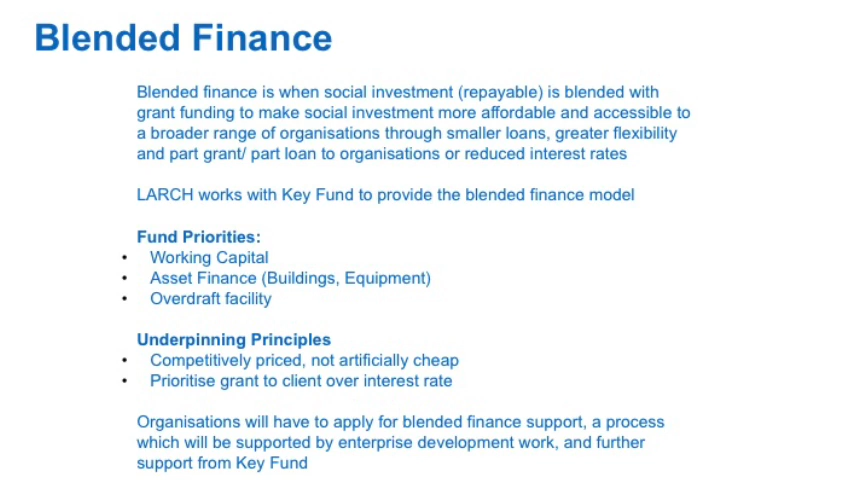 Blended Finance
Blended finance is when social investment (repayable) is blended with
grant funding to make social investment more affordable and accessible to
a broader range of organisations through smaller loans, greater flexibility
and part grant/ part loan to organisations or reduced interest rates
LARCH works with Key Fund to provide the blended finance model
Fund Priorities:
• Working Capital
• Asset Finance (Buildings, Equipment)
• Overdraft facility
Underpinning Principles
• Competitively priced, not artificially cheap
• Prioritise grant to client over interest rate
Organisations will have to apply for blended finance support, a process
which will be supported by enterprise development work, and further
support from Key Fund